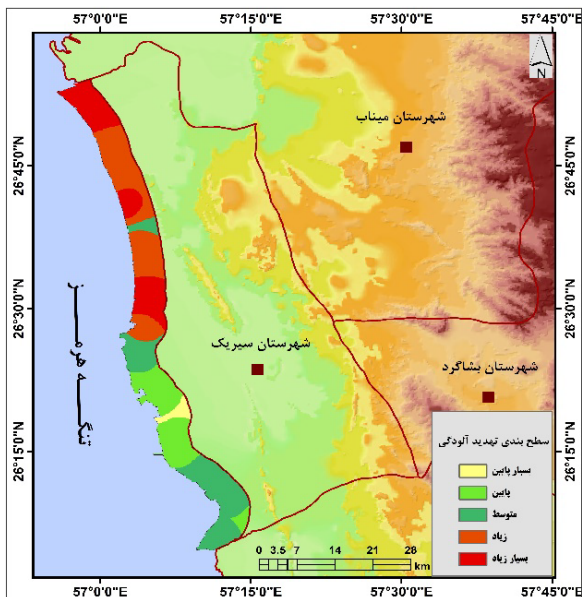 57°0'0"E 57°15'0"E 57°30'0"E 57°45'0"E
N
شهرستان میناب
26°45'0"N 26°45'0"N
26°30'0"N 26°30'0"N
تنگه هرمز
شهرستان سیریک
شهرستان بشاگرد
26°15'0"N 26°15'0"N
سطح بندی تهدید آلودگی
بسیار پایین
پایین
متوسط
زیاد
بسیار زیاد
0 3.5 7 14 21 28
km
57°0'0"E 57°15'0"E 57°30'0"E 57°45'0"E